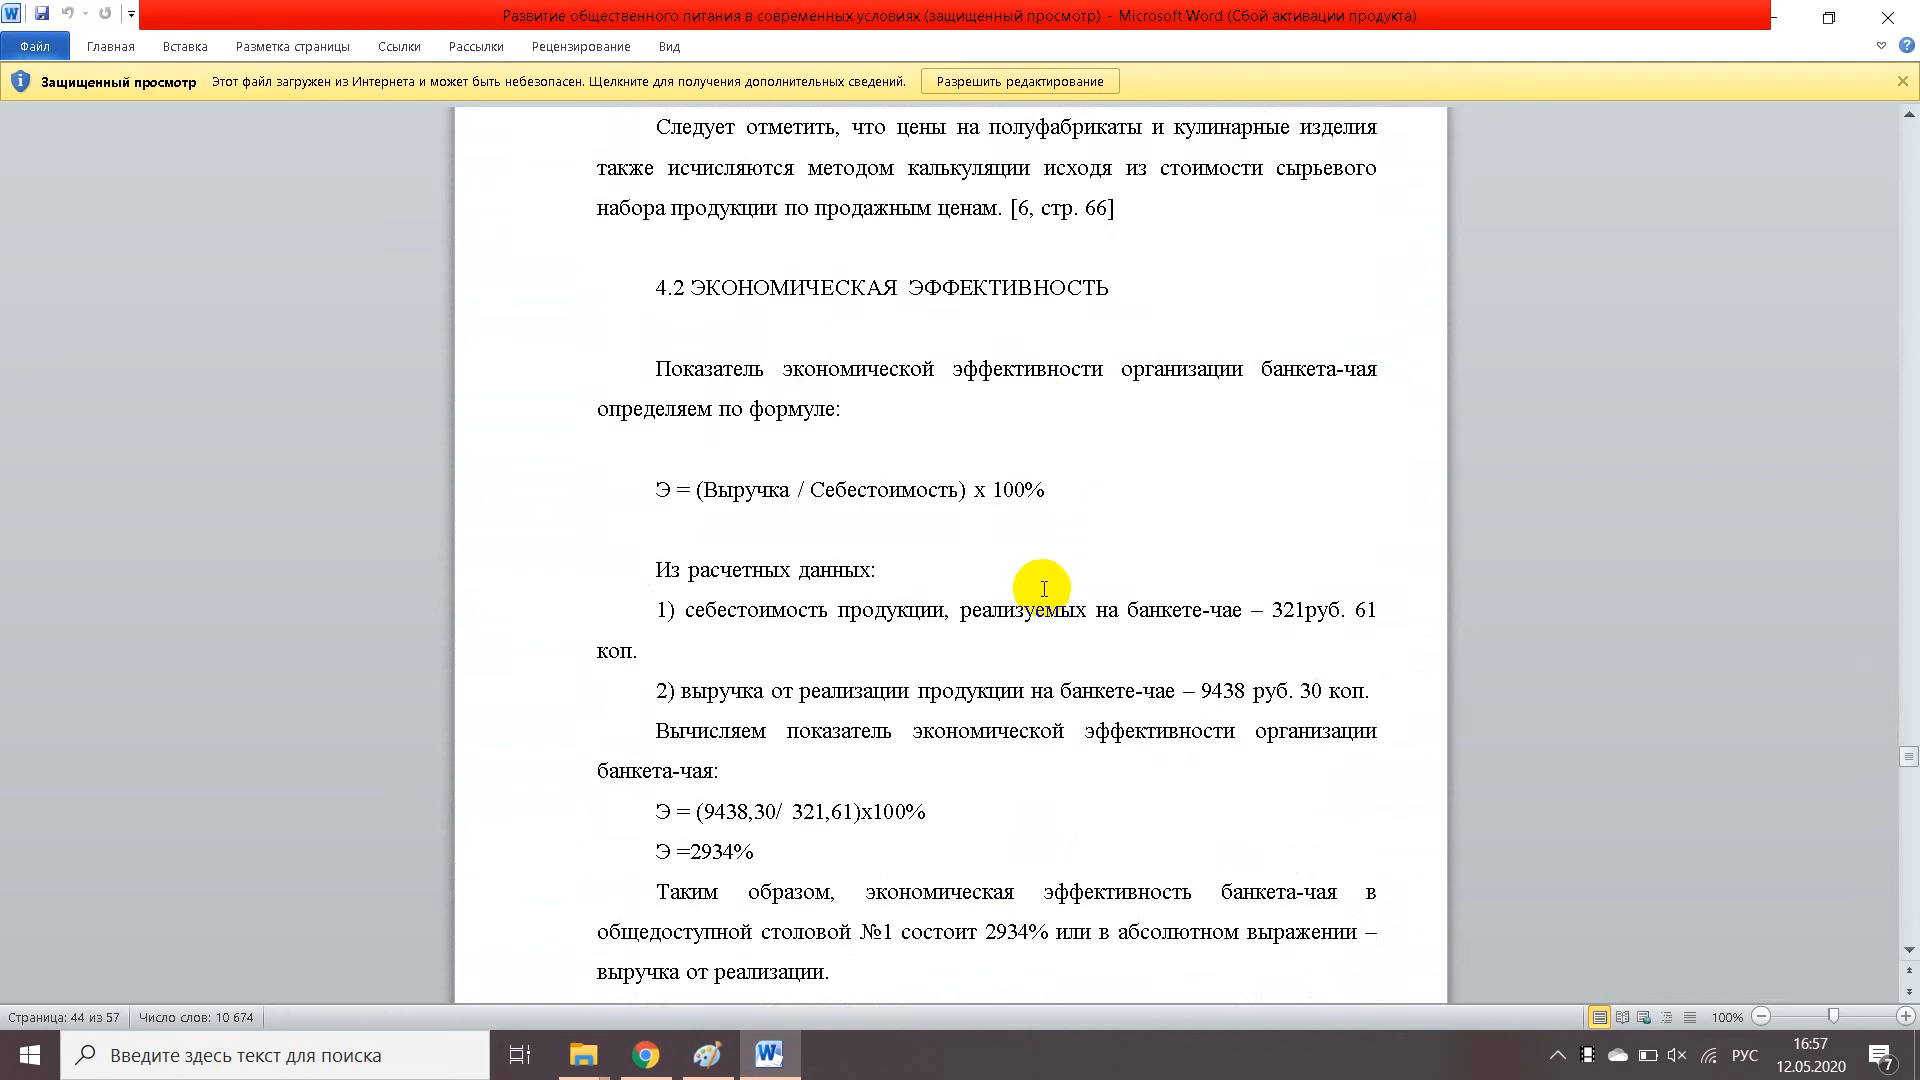 Развитие общественного питания в современных условиях (защищенный просмотр) - Microsoft Word (Сбой активации продукта)
Файл Главная Вставка Разметка страницы Ссылки Рассылки Рецензирование Вид
Защищенный просмотр Этот файл загружен из Интернета и может быть небезопасен. Щелкните для получения дополнительных сведений. Разрешить редактирование
Следует отметить, что цены на полуфабрикаты и кулинарные изделия
также исчисляются методом калькуляции исходя из стоимости сырьевого
набора продукции по продажным ценам. [6, стр. 66]
4.2 ЭКОНОМИЧЕСКАЯ ЭФФЕКТИВНОСТЬ
Показатель экономической эффективности организации банкета-чая
определяем по формуле:
Э = (Выручка / Себестоимость) х 100%
Из расчетных данных:
1) себестоимость продукции, реализуемых на банкете-чае – 321руб. 61
коп.
2) выручка от реализации продукции на банкете-чае – 9438 руб. 30 коп.
Вычисляем показатель экономической эффективности организации
банкета-чая:
Э = (9438,30/ 321,61)х100%
Э =2934%
Таким образом, экономическая эффективность банкета-чая в
общедоступной столовой №1 состоит 2934% или в абсолютном выражении –
выручка от реализации.
Страница: 44 из 57 Число слов: 10 674 100%
Введите здесь текст для поиска РУС 16:57
12.05.2020 7